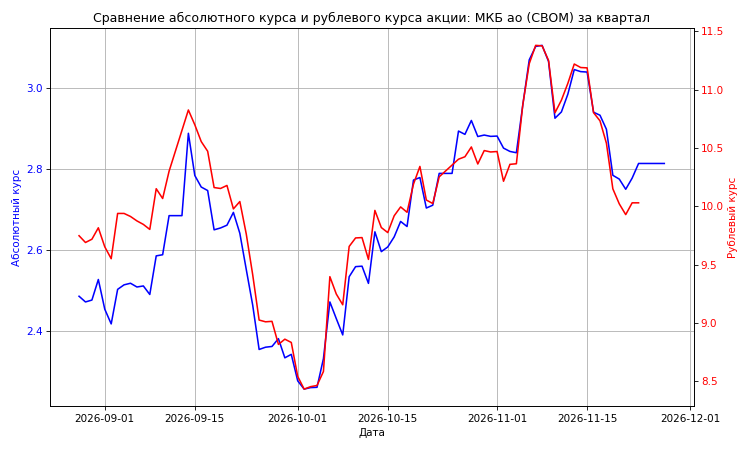 Сравнение абсолютного курса и рублевого курса акции: МКБ ао (CBOM) за квартал
11.5
3.0
11.0
10.5
2.8
10.0
Абсолютный курс
Рублевый курс
2.6
9.5
9.0
2.4
8.5
2026-09-01 2026-09-15 2026-10-01 2026-10-15 2026-11-01 2026-11-15 2026-12-01
Дата